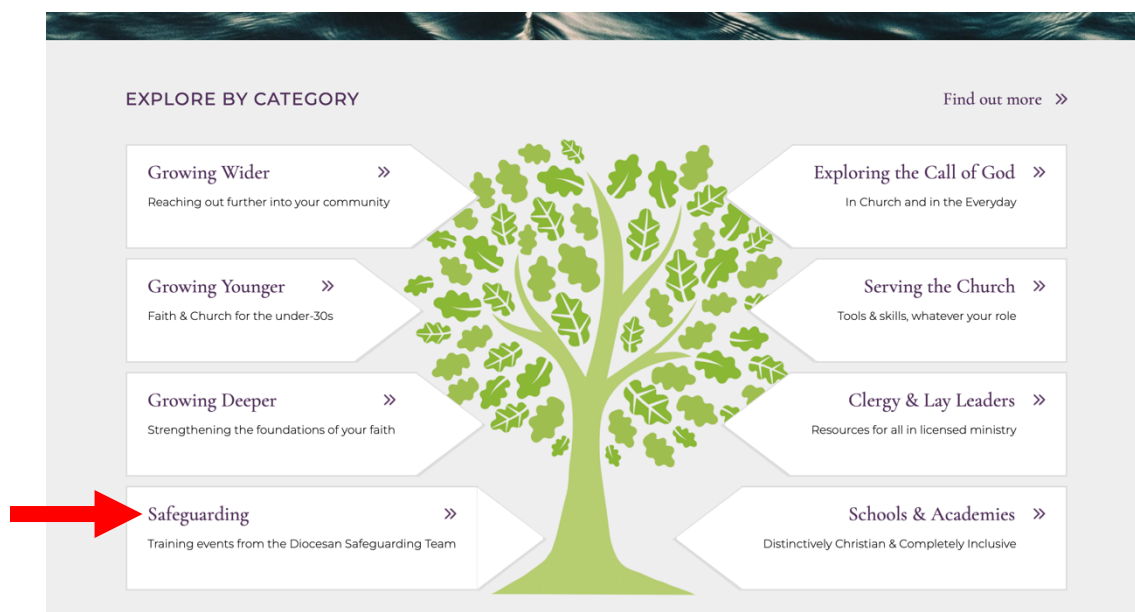 EXPLORE BY CATEGORY
Find out more »
Growing Wider »
Reaching out further into your community
Growing Younger »
Faith & Church for the under-30s
Growing Deeper »
Strengthening the foundations of your faith
Safeguarding »
Training events from the Diocesan Safeguarding Team
Exploring the Call of God »
In Church and in the Everyday
Serving the Church »
Tools & skills, whatever your role
Clergy & Lay Leaders »
Resources for all in licensed ministry
Schools & Academies »
Distinctively Christian & Completely Inclusive